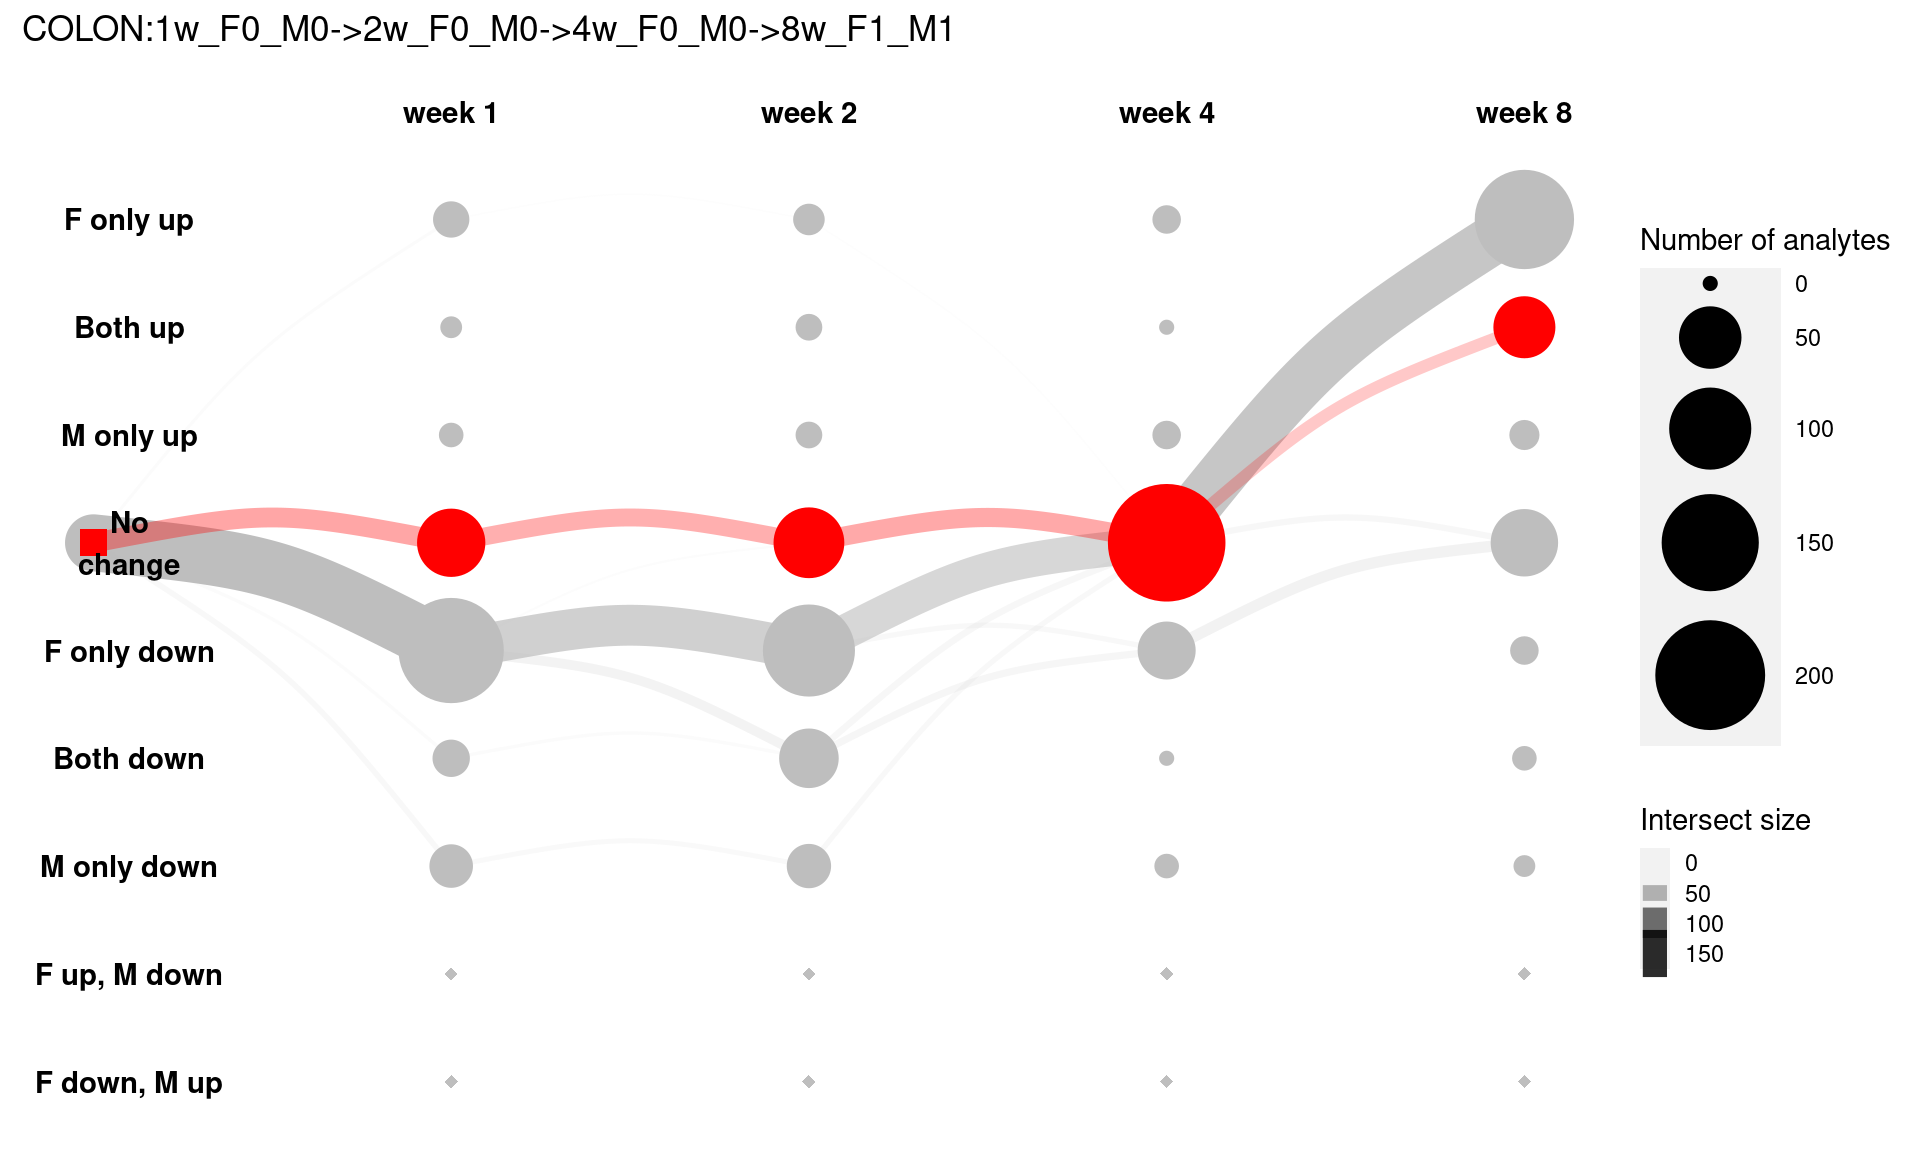 COLON:1w_F0_M0->2w_F0_M0->4w_F0_M0->8w_F1_M1
week 1
week 2
week 4
week 8
F only up
Both up
M only up
No
change
F only down
Both down
M only down
F up, M down
F down, M up
Number of analytes
0
50
100
150
200
Intersect size
0
50
100
150